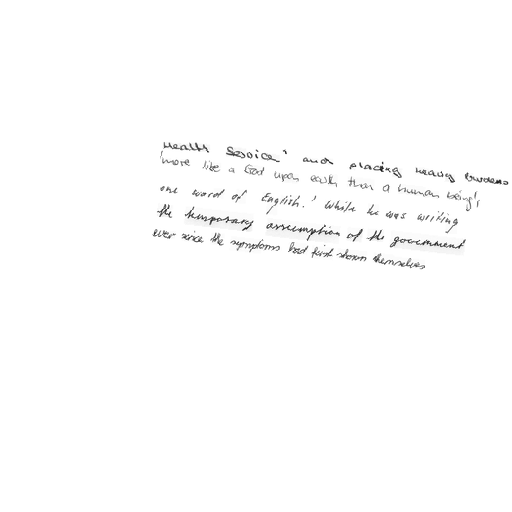 Health Service' and placing heavy burdens
'more like a God upon earth than a human being',
one word of English.' While he was writing
the temporary assumption of the government
ever since the symptoms had first shown themselves